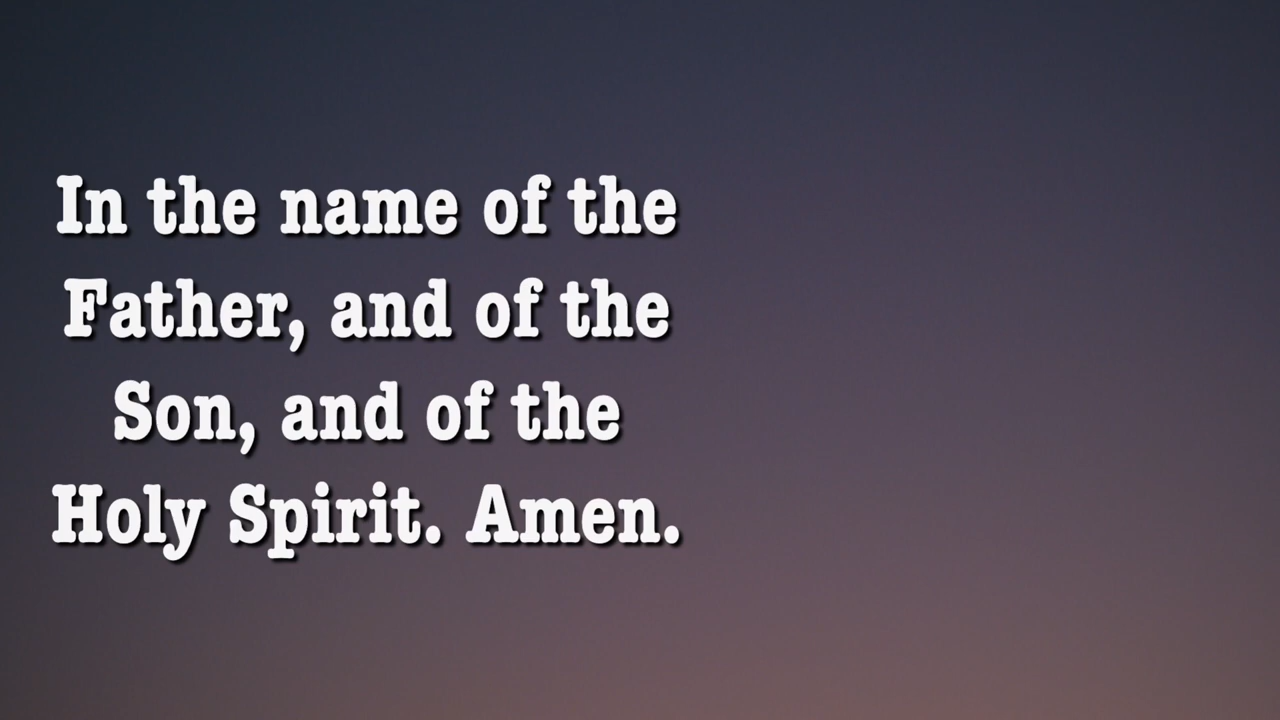 In the name of the
Father, and of the
Son, and of the
Holy Spirit. Amen.